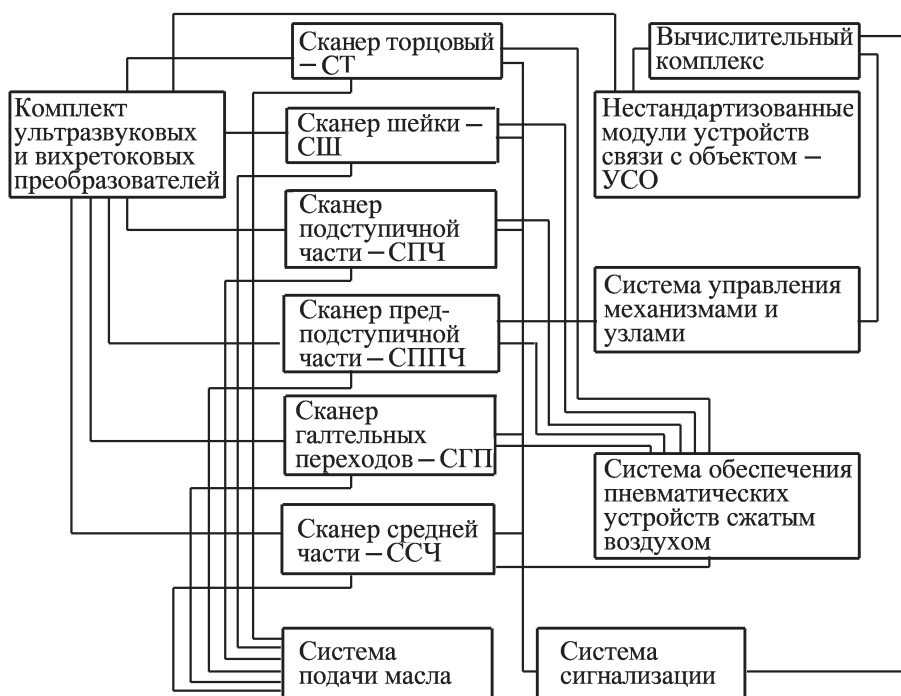 Комплект
ультразвуковых
и вихретоковых
преобразователей
Сканер торцовый
– СТ
Сканер шейки –
СШ
Сканер
подступичной
части – СПЧ
Сканер пред-
подступичной
части – СППЧ
Сканер
галтельных
переходов – СГП
Сканер средней
части – ССЧ
Система
подачи масла
Вычислительный
комплекс
Нестандартизованные
модули устройств
связи с объектом –
УСО
Система управления
механизмами и
узлами
Система обеспечения
пневматических
устройств сжатым
воздухом
Система
сигнализации